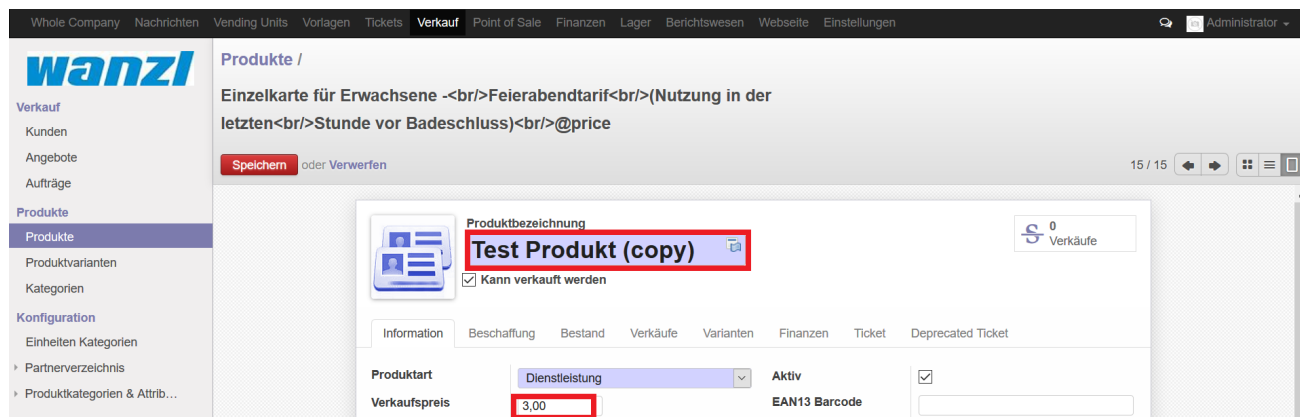 Whole Company Nachrichten Vending Units Vorlagen Tickets Verkauf Point of Sale Finanzen Lager Berichtswesen Webseite Einstellungen Administrator
wanzl
Produkte /
Einzelkarte für Erwachsene -<br/>Feierabendtarif<br/>(Nutzung in der
letzten<br/>Stunde vor Badeschluss)<br/>@price
Speichern oder Verwerfen
15 / 15
Verkauf
Kunden
Angebote
Aufträge
Produkte
Produkte
Produktvarianten
Kategorien
Konfiguration
Einheiten Kategorien
Partnerverzeichnis
Produktkategorien & Attrib…
Produktbezeichnung
Test Produkt (copy)
Kann verkauft werden
0
Verkäufe
Information Beschaffung Bestand Verkäufe Varianten Finanzen Ticket Deprecated Ticket
Produktart Dienstleistung Aktiv
Verkaufspreis 3,00 EAN13 Barcode